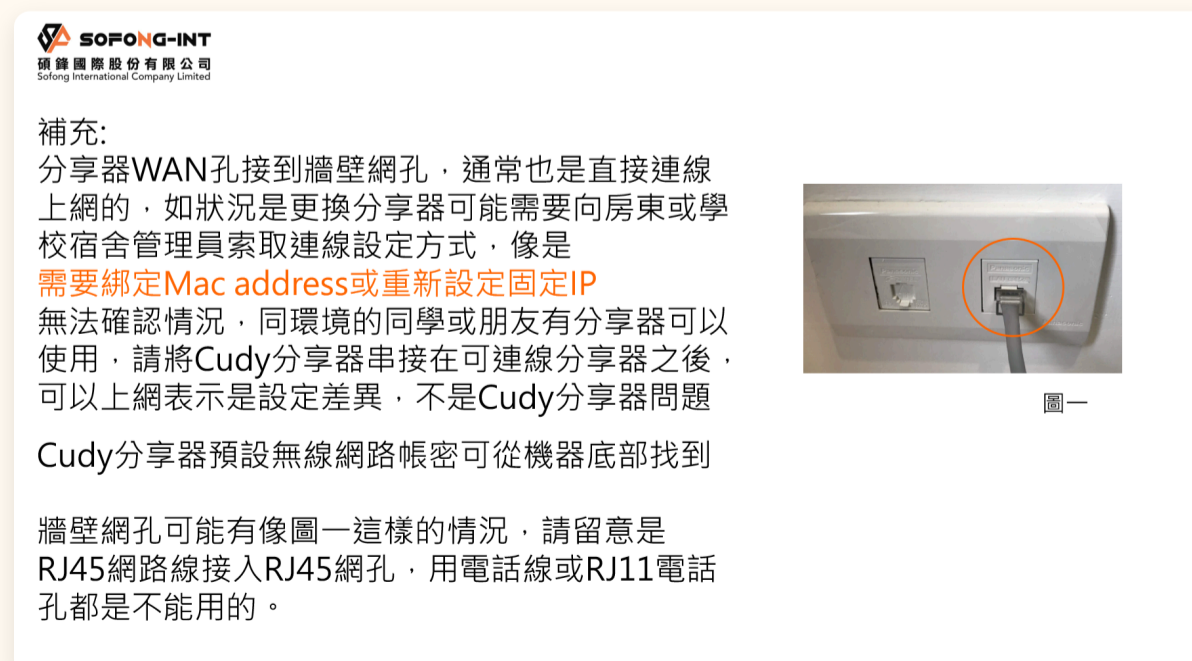 SOFONG-INT
碩鋒國際股份有限公司
Sofong International Company Limited
補充:
分享器WAN孔接到牆壁網孔，通常也是直接連線
上網的，如狀況是更換分享器可能需要向房東或學
校宿舍管理員索取連線設定方式，像是
需要綁定Mac address或重新設定固定IP
無法確認情況，同環境的同學或朋友有分享器可以
使用，請將Cudy分享器串接在可連線分享器之後，
可以上網表示是設定差異，不是Cudy分享器問題
圖一
Cudy分享器預設無線網路帳密可從機器底部找到
牆壁網孔可能有像圖一這樣的情況，請留意是
RJ45網路線接入RJ45網孔，用電話線或RJ11電話
孔都是不能用的。